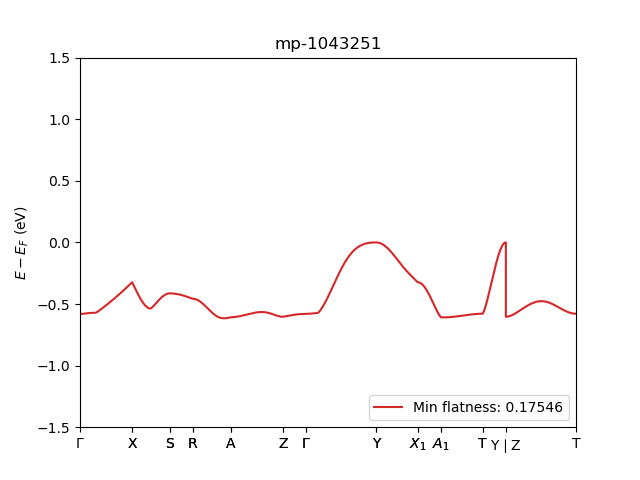 mp-1043251
1.5
1.0
0.5
0.0
−0.5
−1.0
−1.5
E − E_F (eV)
Min flatness: 0.17546
Γ X S R A Z Γ Y X₁ A₁ T Y | Z T